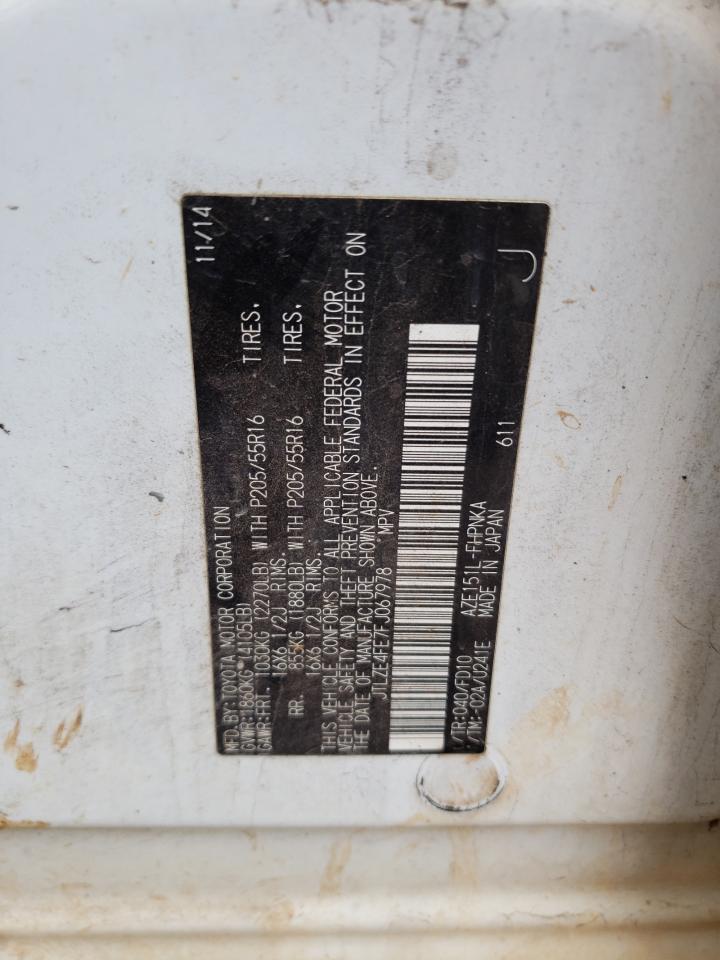 MFD. BY: TOYOTA MOTOR CORPORATION 11/14
GVWR: 1880KG (4105LB)
GAWR: FRT. 1030KG (2270LB) WITH P205/55R16 TIRES,
16X6 1/2J RIMS.
RR. 855KG (1880LB) WITH P205/55R16 TIRES,
16X6 1/2J RIMS.
THIS VEHICLE CONFORMS TO ALL APPLICABLE FEDERAL MOTOR
VEHICLE SAFETY AND THEFT PREVENTION STANDARDS IN EFFECT ON
THE DATE OF MANUFACTURE SHOWN ABOVE.
JTLZE4FE7FJ067978 MPV
C/TR: 040/FD10 AZE151L-FHPNKA
A/TM: -02A/U241E MADE IN JAPAN 611
J